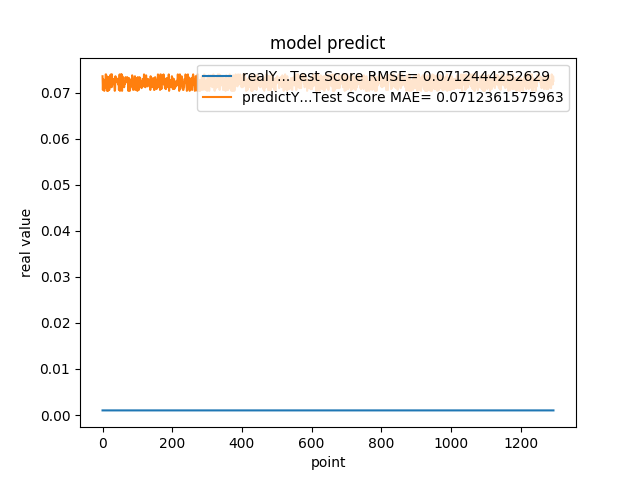 model predict
realY...Test Score RMSE= 0.0712444252629
predictY...Test Score MAE= 0.0712361575963
0.07
0.06
0.05
0.04
0.03
0.02
0.01
0.00
real value
0 200 400 600 800 1000 1200
point